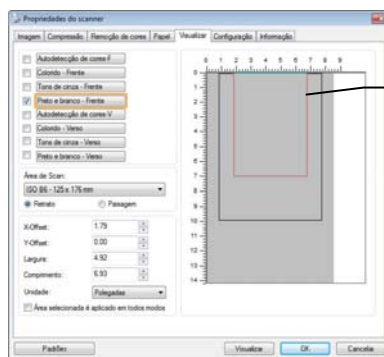 Propriedades do scanner
Imagem Compressão Remoção de cores Papel Visualizar Configuração Informação
Autodetecção de cores-F
Colorido - Frente
Tons de cinza - Frente
Preto e branco - Frente
Autodetecção de cores-V
Colorido - Verso
Tons de cinza - Verso
Preto e branco - Verso
Área de Scan:
ISO B6 - 125 x 176 mm
Retrato Paisagem
X-Offset: 1.79
Y-Offset: 0.00
Largura: 4.92
Comprimento: 6.93
Unidade: Polegadas
Área selecionada é aplicado em todos modos
0 1 2 3 4 5 6 7 8 9
0
1
2
3
4
5
6
7
8
9
10
11
12
13
14
Padrões Visualizar OK Cancela